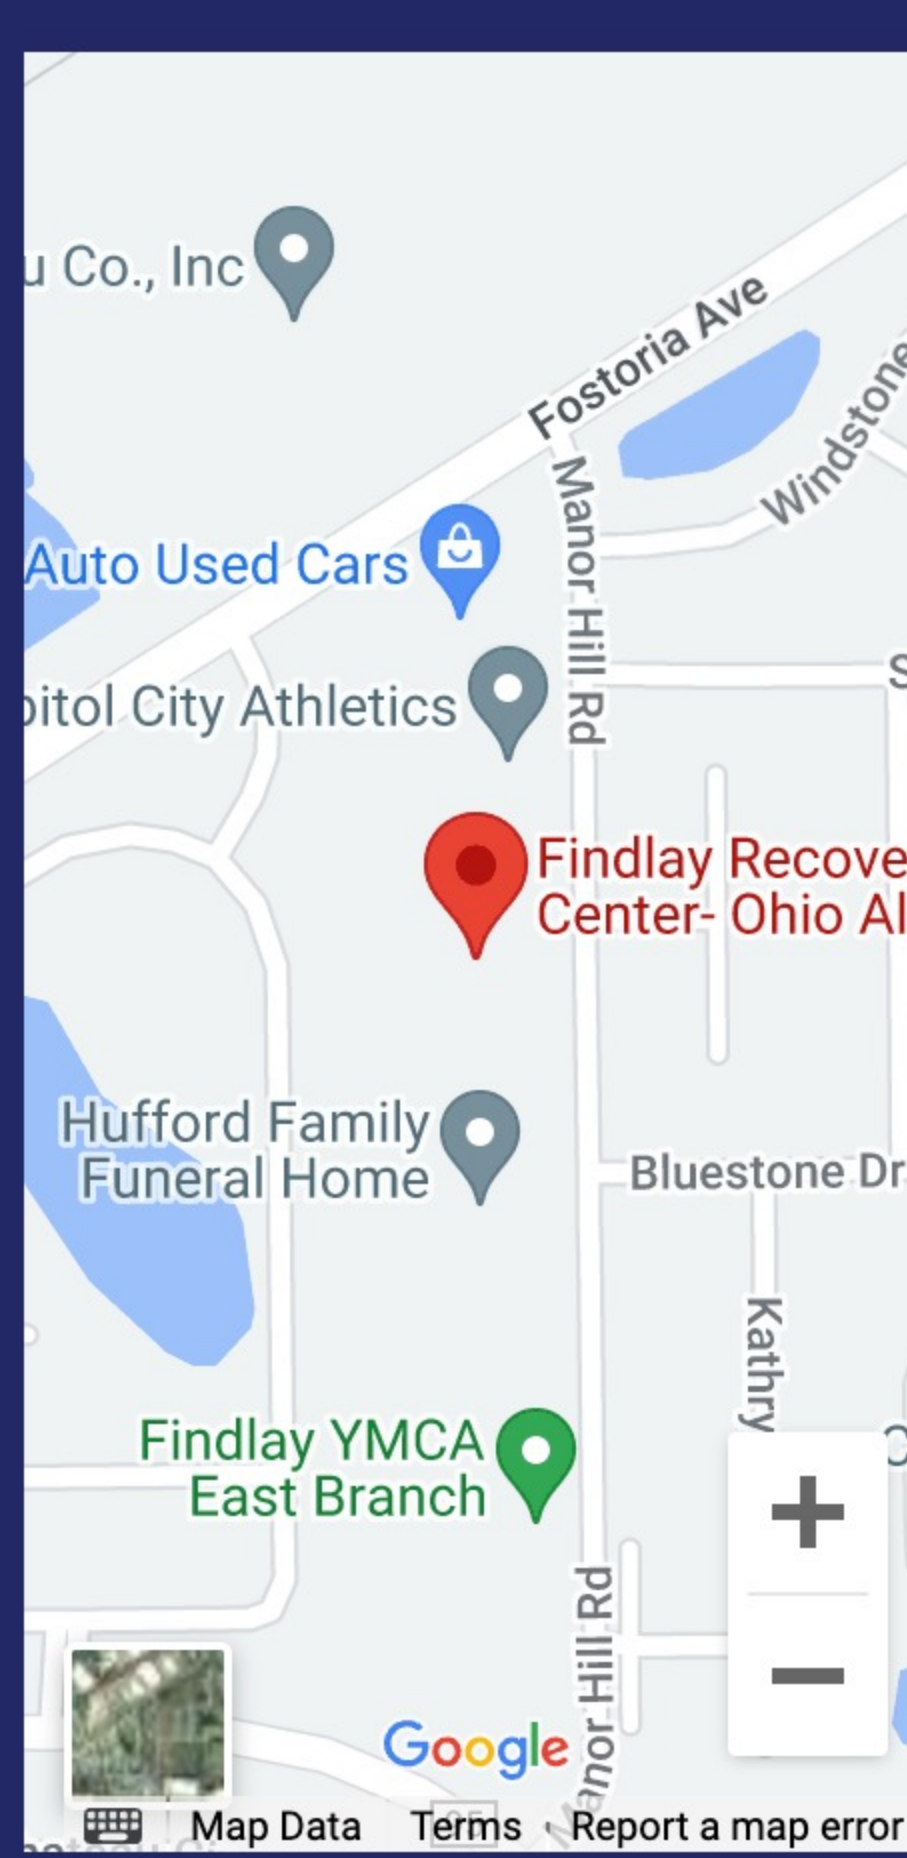 u Co., Inc
Fostoria Ave
Windstone
Manor Hill Rd
Auto Used Cars
pitol City Athletics
S
Findlay Recove
Center- Ohio Al
Hufford Family
Funeral Home
Bluestone Dr
Kathry
Findlay YMCA
East Branch
C
+
−
Manor Hill Rd
Google
Map Data
Terms
Report a map error